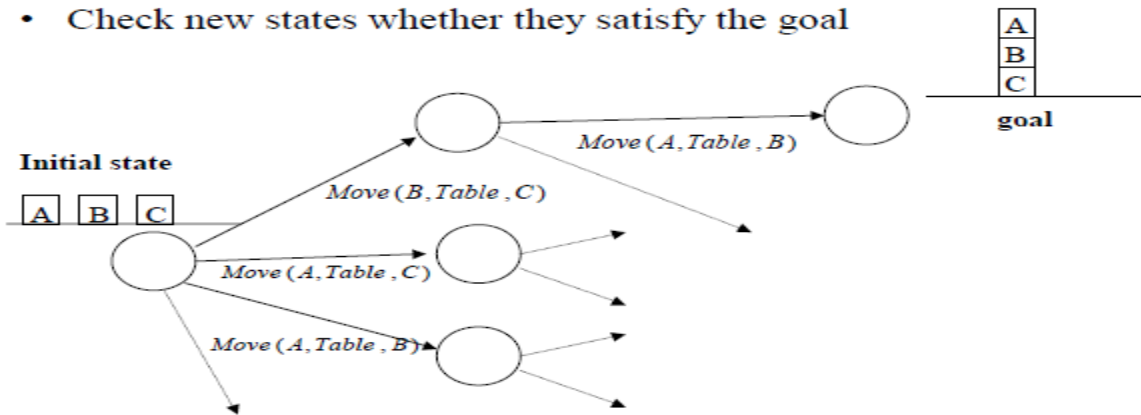 • Check new states whether they satisfy the goal
A
B
C
goal
Move (A, Table , B)
Initial state
A B C
Move (B, Table , C)
Move (A, Table , C)
Move (A, Table , B)